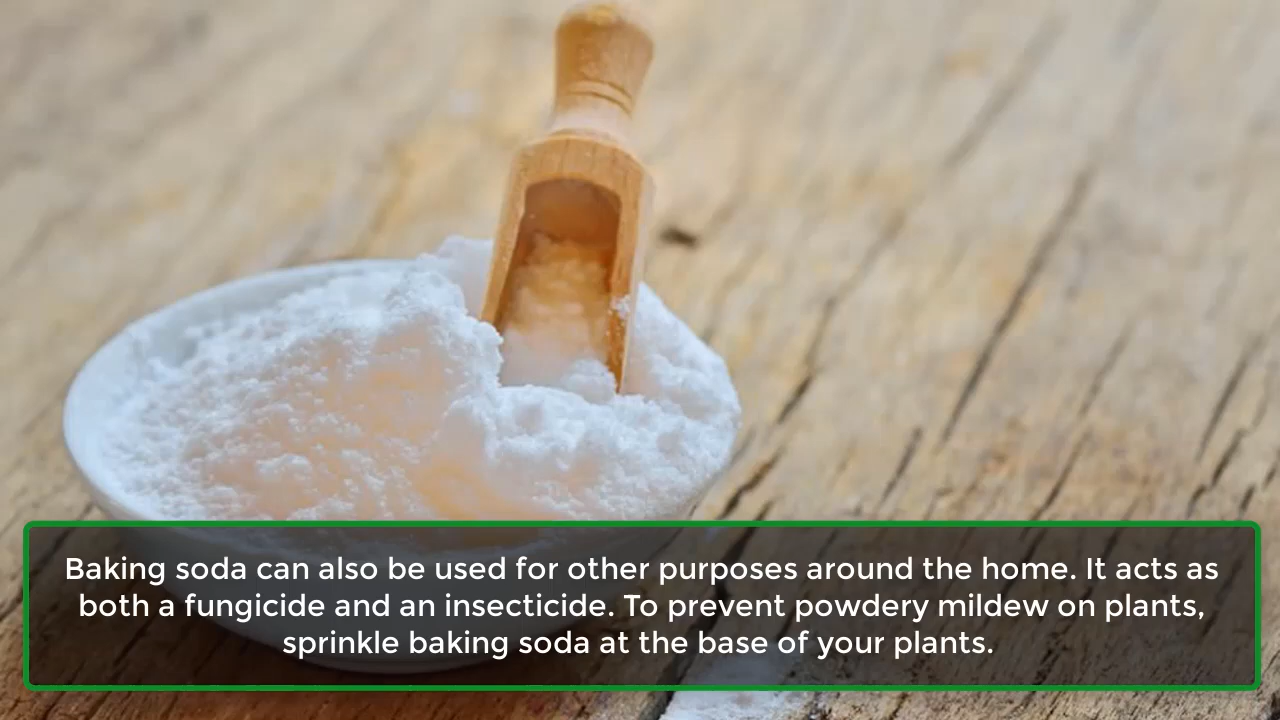 Baking soda can also be used for other purposes around the home. It acts as
both a fungicide and an insecticide. To prevent powdery mildew on plants,
sprinkle baking soda at the base of your plants.